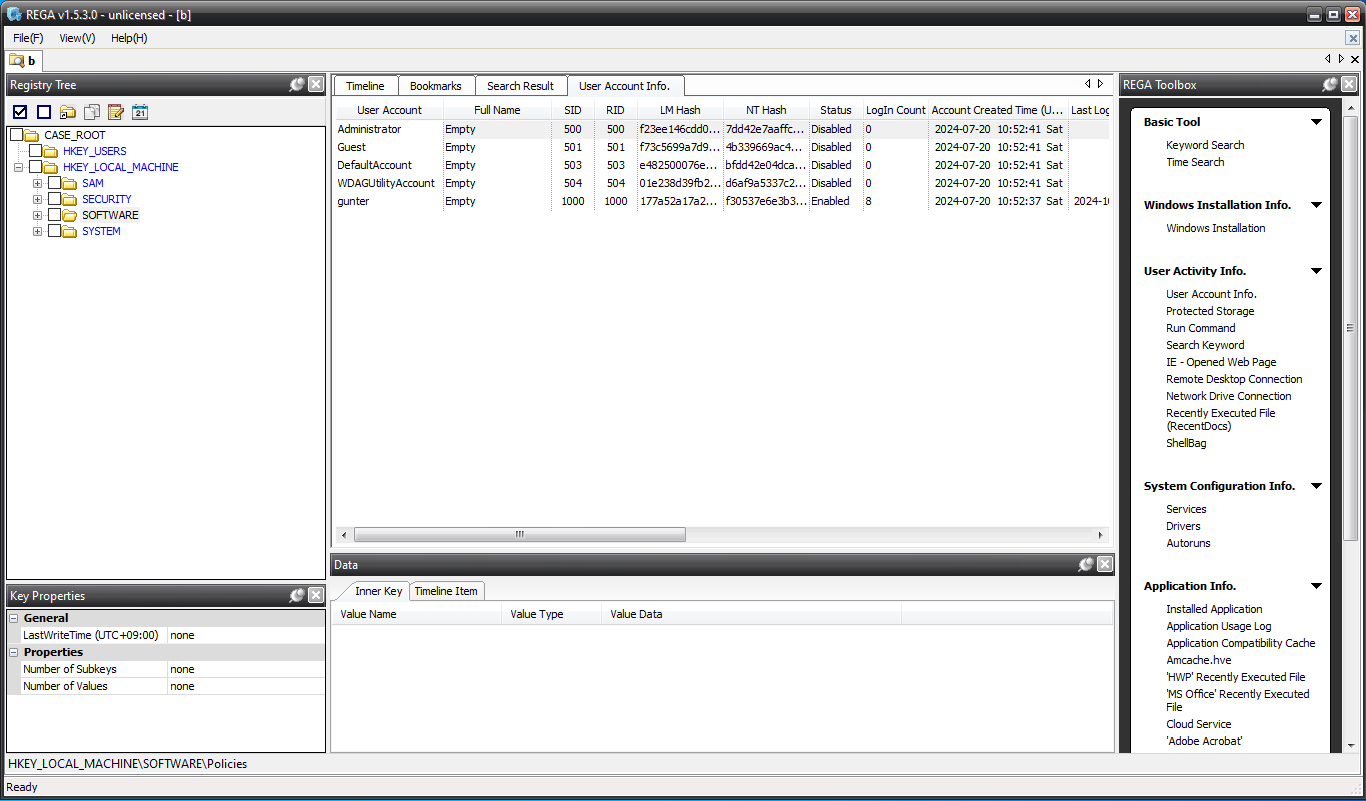 REGA v1.5.3.0 - unlicensed - [b]
File(F) View(V) Help(H)
b
Registry Tree
21
CASE_ROOT
HKEY_USERS
HKEY_LOCAL_MACHINE
SAM
SECURITY
SOFTWARE
SYSTEM
Key Properties
General
LastWriteTime (UTC+09:00) none
Properties
Number of Subkeys none
Number of Values none
Timeline Bookmarks Search Result User Account Info.
User Account Full Name SID RID LM Hash NT Hash Status LogIn Count Account Created Time (U... Last Log
Administrator Empty 500 500 f23ee146cdd0... 7dd42e7aaffc... Disabled 0 2024-07-20 10:52:41 Sat
Guest Empty 501 501 f73c5699a7d9... 4b339669ac4... Disabled 0 2024-07-20 10:52:41 Sat
DefaultAccount Empty 503 503 e482500076e... bfdd42e04dca... Disabled 0 2024-07-20 10:52:41 Sat
WDAGUtilityAccount Empty 504 504 01e238d39fb2... d6af9a5337c2... Disabled 0 2024-07-20 10:52:41 Sat
gunter Empty 1000 1000 177a52a17a2... f30537e6e3b3... Enabled 8 2024-07-20 10:52:37 Sat 2024-10
Data
Inner Key Timeline Item
Value Name Value Type Value Data
REGA Toolbox
Basic Tool
Keyword Search
Time Search
Windows Installation Info.
Windows Installation
User Activity Info.
User Account Info.
Protected Storage
Run Command
Search Keyword
IE - Opened Web Page
Remote Desktop Connection
Network Drive Connection
Recently Executed File
(RecentDocs)
ShellBag
System Configuration Info.
Services
Drivers
Autoruns
Application Info.
Installed Application
Application Usage Log
Application Compatibility Cache
Amcache.hve
'HWP' Recently Executed File
'MS Office' Recently Executed
File
Cloud Service
'Adobe Acrobat'
HKEY_LOCAL_MACHINE\SOFTWARE\Policies
Ready